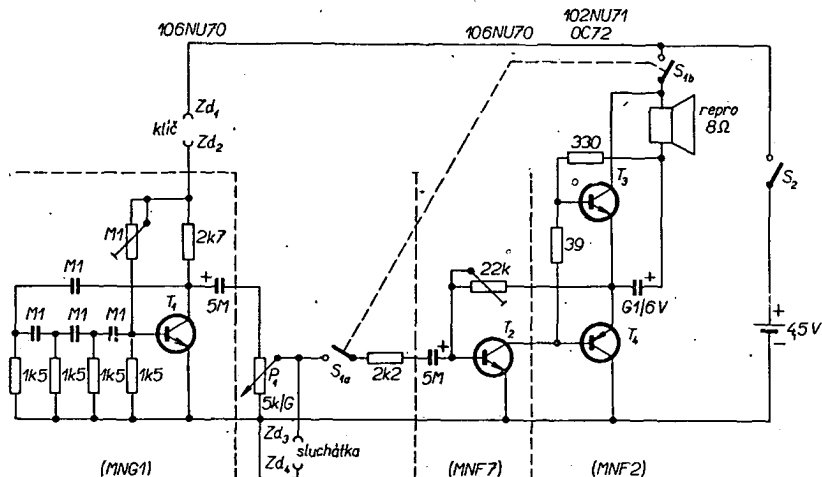 106NU70
106NU70
102NU71
OC72
Zd1
klíč
Zd2
S1b
repro
8Ω
330
T3
S2
M1
2k7
39
M1
+
5M
22k
+
G1/6V
M1
M1
M1
T1
T2
T4
+
4,5V
-
1k5
1k5
1k5
1k5
P1
5k/G
S1a
2k2
+
5M
Zd3
sluchátka
Zd4
(MNG1)
(MNF7)
(MNF2)